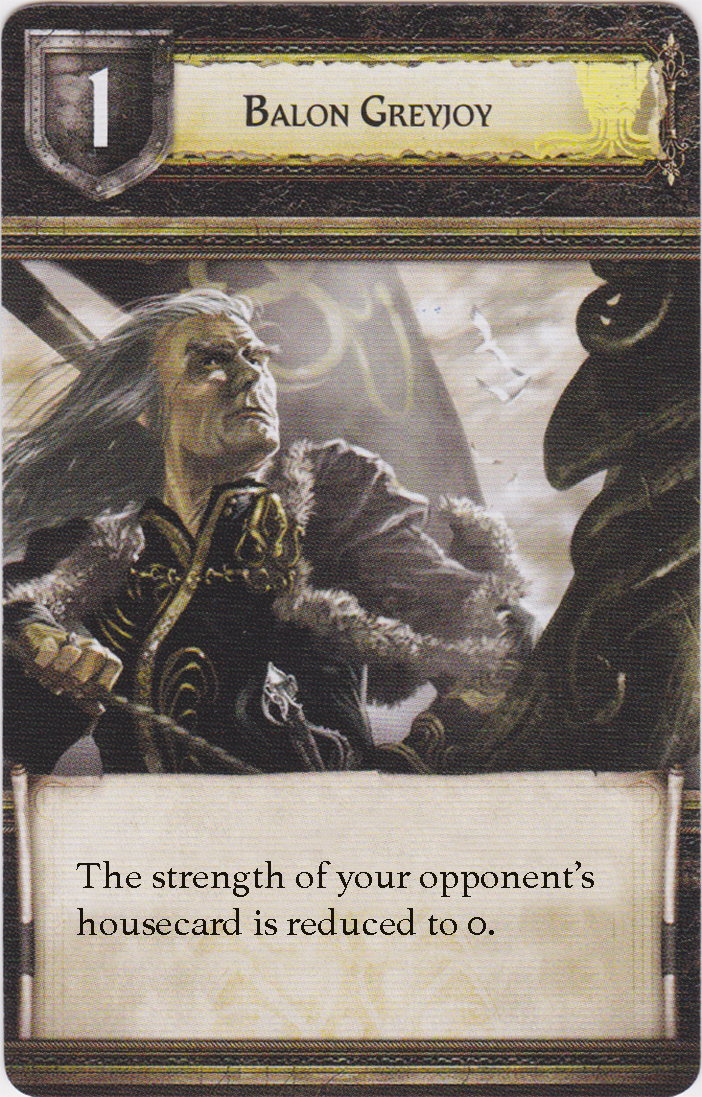 1
Balon Greyjoy
The strength of your opponent's
housecard is reduced to 0.